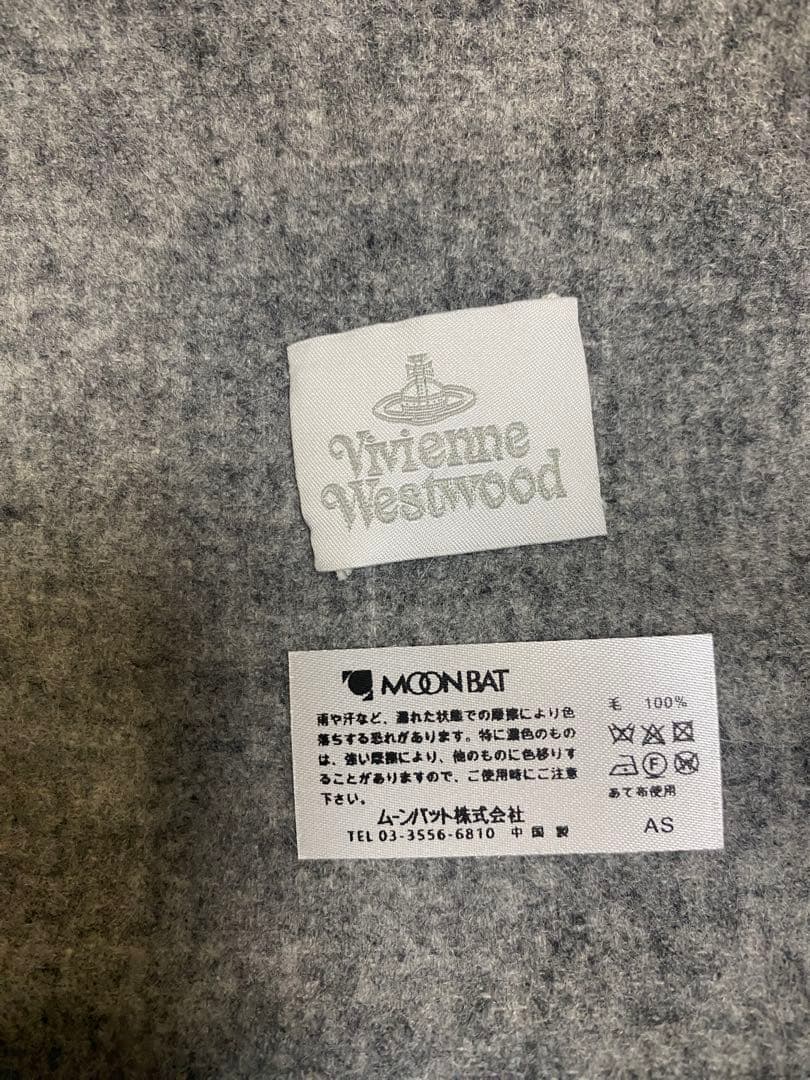 Vivienne
Westwood
MOONBAT
雨や汗など、濡れた状態での摩擦により色
落ちする恐れがあります。特に濃色のもの
は、強い摩擦により、他のものに色移りす
ることがありますので、ご使用時にご注意
下さい。
ムーンバット株式会社
TEL 03-3556-6810 中国製
毛 100%
F
W
あて布使用
AS